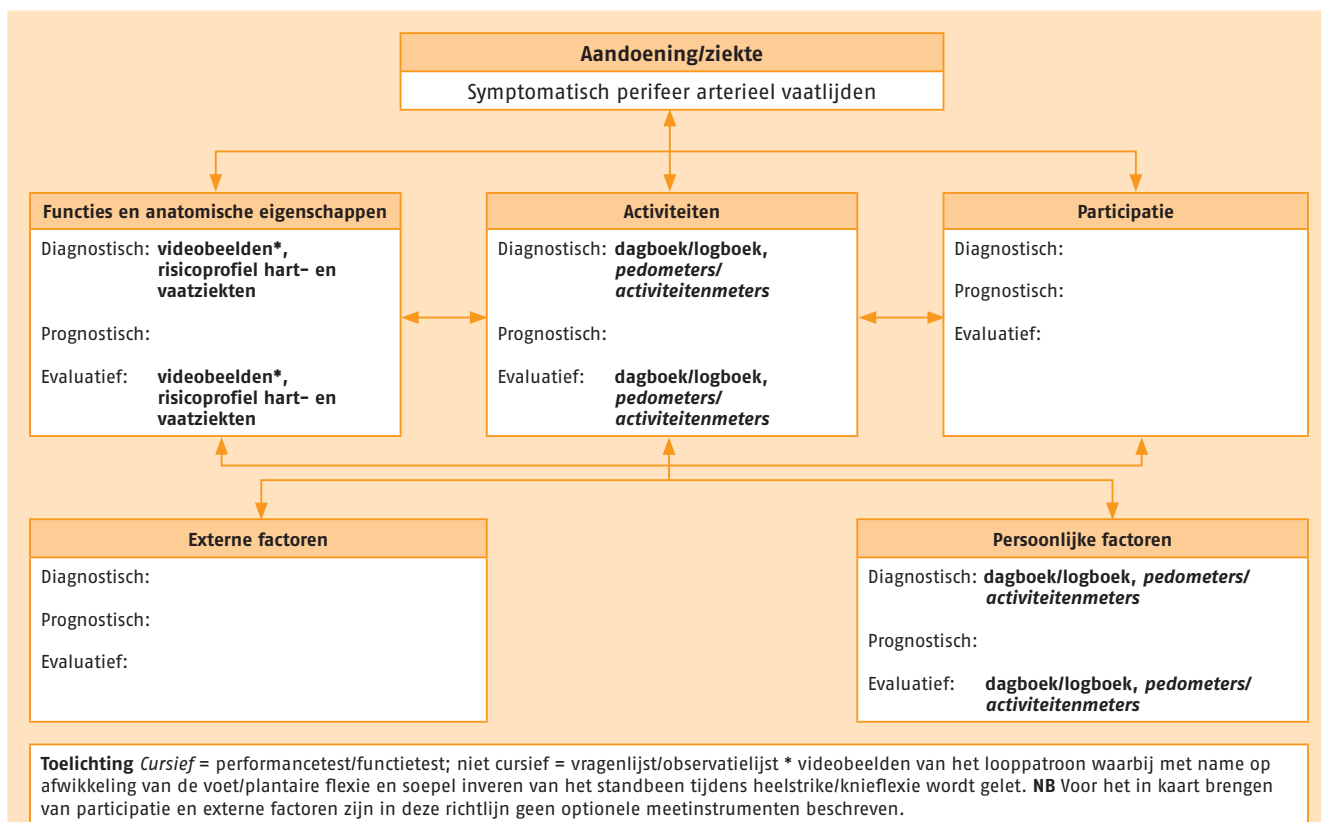 Aandoening/ziekte
Symptomatisch perifeer arterieel vaatlijden
Functies en anatomische eigenschappen
Diagnostisch: videobeelden*,
risicoprofiel hart- en
vaatziekten
Prognostisch:
Evaluatief: videobeelden*,
risicoprofiel hart- en
vaatziekten
Activiteiten
Diagnostisch: dagboek/logboek,
pedometers/
activiteitenmeters
Prognostisch:
Evaluatief: dagboek/logboek,
pedometers/
activiteitenmeters
Participatie
Diagnostisch:
Prognostisch:
Evaluatief:
Externe factoren
Diagnostisch:
Prognostisch:
Evaluatief:
Persoonlijke factoren
Diagnostisch: dagboek/logboek, pedometers/
activiteitenmeters
Prognostisch:
Evaluatief: dagboek/logboek, pedometers/
activiteitenmeters
Toelichting Cursief = performancetest/functietest; niet cursief = vragenlijst/observatielijst * videobeelden van het looppatroon waarbij met name op
afwikkeling van de voet/plantaire flexie en soepel inveren van het standbeen tijdens heelstrike/knieflexie wordt gelet. NB Voor het in kaart brengen
van participatie en externe factoren zijn in deze richtlijn geen optionele meetinstrumenten beschreven.